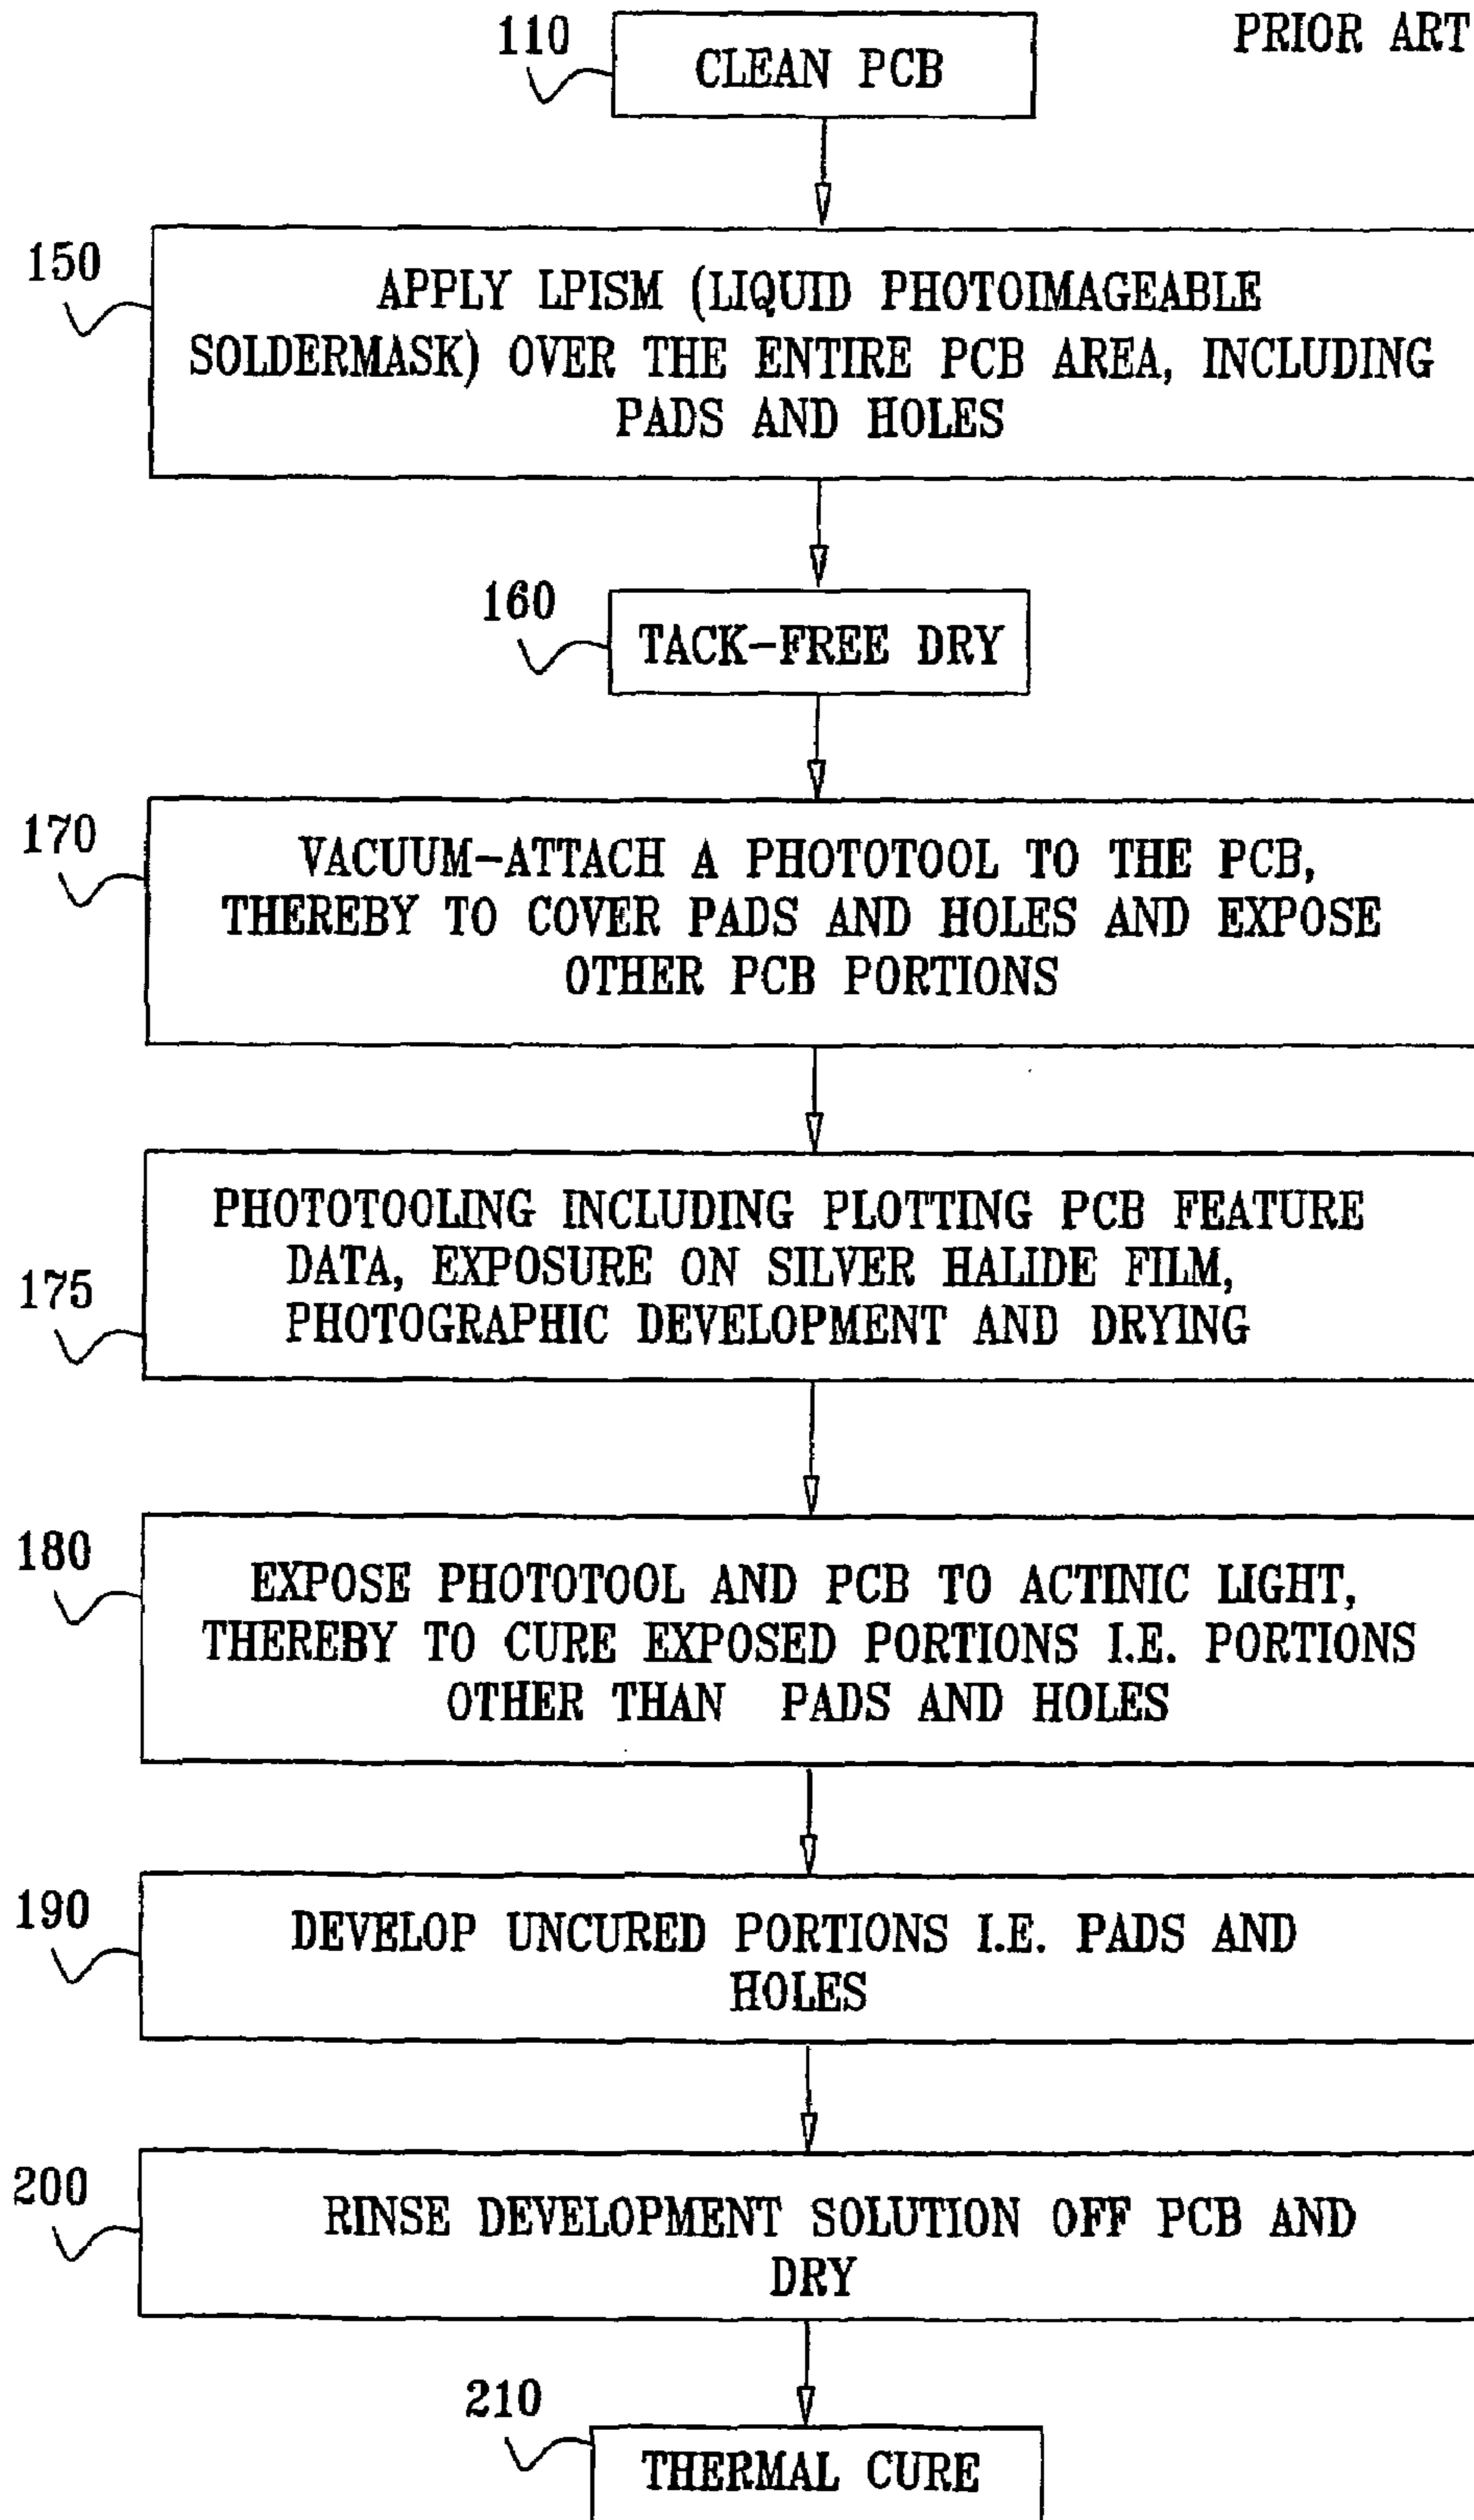 PRIOR ART
110
CLEAN PCB
150
APPLY LPISM (LIQUID PHOTOIMAGEABLE
SOLDERMASK) OVER THE ENTIRE PCB AREA, INCLUDING
PADS AND HOLES
160
TACK-FREE DRY
170
VACUUM-ATTACH A PHOTOTOOL TO THE PCB,
THEREBY TO COVER PADS AND HOLES AND EXPOSE
OTHER PCB PORTIONS
175
PHOTOTOOLING INCLUDING PLOTTING PCB FEATURE
DATA, EXPOSURE ON SILVER HALIDE FILM,
PHOTOGRAPHIC DEVELOPMENT AND DRYING
180
EXPOSE PHOTOTOOL AND PCB TO ACTINIC LIGHT,
THEREBY TO CURE EXPOSED PORTIONS I.E. PORTIONS
OTHER THAN PADS AND HOLES
190
DEVELOP UNCURED PORTIONS I.E. PADS AND
HOLES
200
RINSE DEVELOPMENT SOLUTION OFF PCB AND
DRY
210
THERMAL CURE